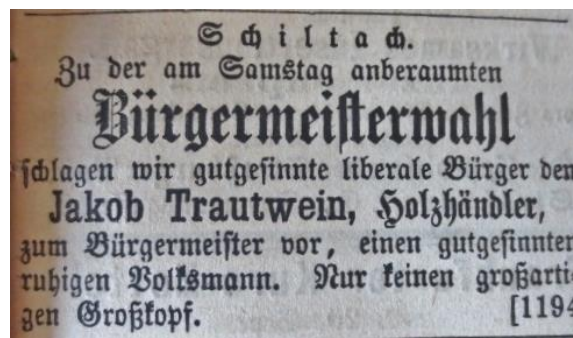 Schiltach.
Zu der am Samstag anberaumten
Bürgermeisterwahl
schlagen wir gutgesinnte liberale Bürger den
Jakob Trautwein, Holzhändler,
zum Bürgermeister vor, einen gutgesinnten
ruhigen Volksmann. Nur keinen großarti-
gen Großkopf. [1194